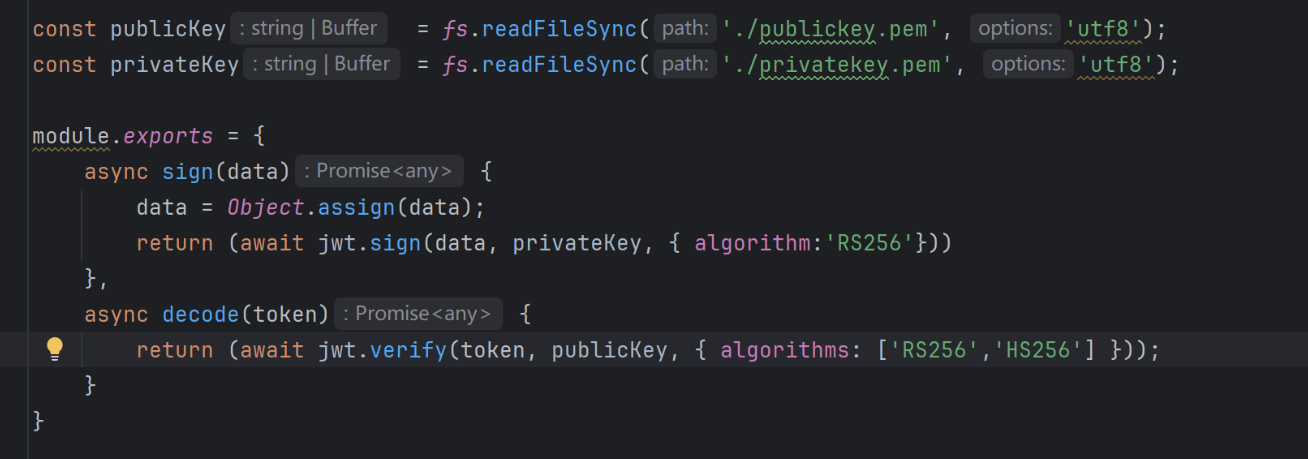 const publicKey : string | Buffer = fs.readFileSync( path: './publickey.pem', options: 'utf8');
const privateKey : string | Buffer = fs.readFileSync( path: './privatekey.pem', options: 'utf8');
module.exports = {
async sign(data) : Promise<any> {
data = Object.assign(data);
return (await jwt.sign(data, privateKey, { algorithm:'RS256'}))
},
async decode(token) : Promise<any> {
return (await jwt.verify(token, publicKey, { algorithms: ['RS256','HS256'] }));
}
}